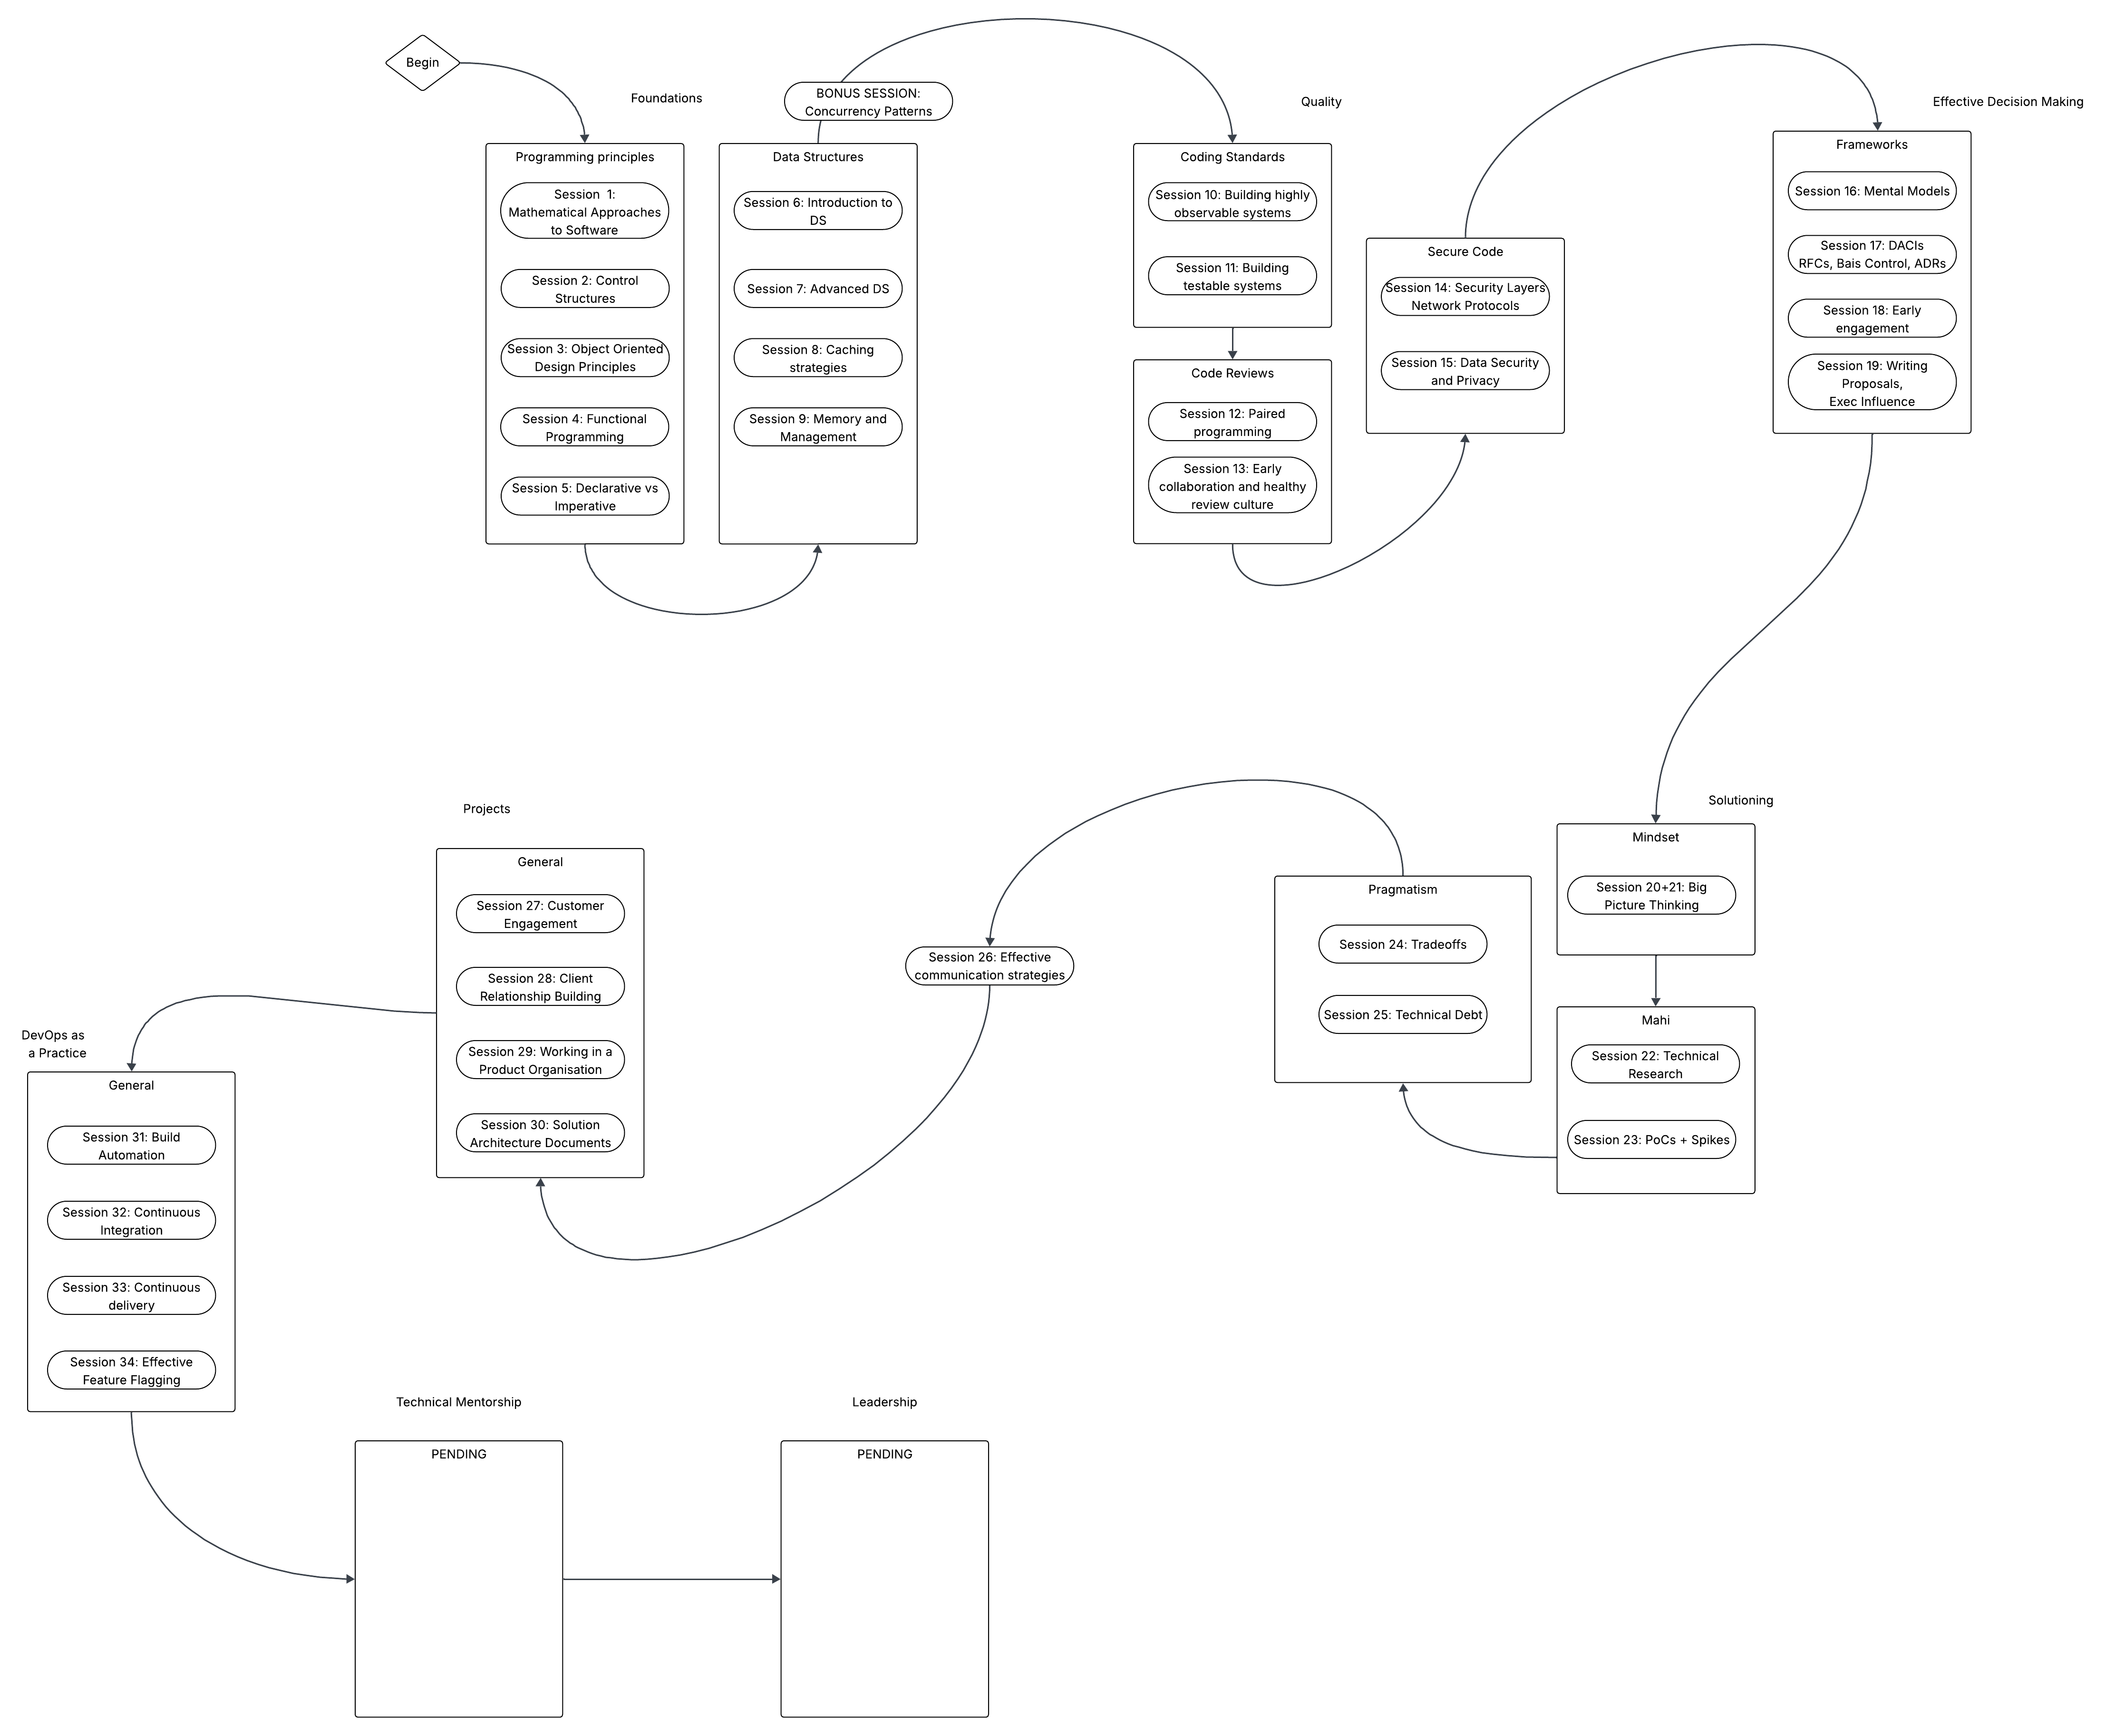 Begin
Foundations
Programming principles
Session  1:
Mathematical Approaches
to Software
Session 2: Control
Structures
Session 3: Object Oriented
Design Principles
Session 4: Functional
Programming
Session 5: Declarative vs
Imperative
BONUS SESSION:
Concurrency Patterns
Data Structures
Session 6: Introduction to
DS
Session 7: Advanced DS
Session 8: Caching
strategies
Session 9: Memory and
Management
Quality
Coding Standards
Session 10: Building highly
observable systems
Session 11: Building
testable systems
Code Reviews
Session 12: Paired
programming
Session 13: Early
collaboration and healthy
review culture
Secure Code
Session 14: Security Layers
Network Protocols
Session 15: Data Security
and Privacy
Effective Decision Making
Frameworks
Session 16: Mental Models
Session 17: DACIs
RFCs, Bais Control, ADRs
Session 18: Early
engagement
Session 19: Writing
Proposals,
Exec Influence
Solutioning
Mindset
Session 20+21: Big
Picture Thinking
Mahi
Session 22: Technical
Research
Session 23: PoCs + Spikes
Pragmatism
Session 24: Tradeoffs
Session 25: Technical Debt
Session 26: Effective
communication strategies
Projects
General
Session 27: Customer
Engagement
Session 28: Client
Relationship Building
Session 29: Working in a
Product Organisation
Session 30: Solution
Architecture Documents
DevOps as
a Practice
General
Session 31: Build
Automation
Session 32: Continuous
Integration
Session 33: Continuous
delivery
Session 34: Effective
Feature Flagging
Technical Mentorship
PENDING
Leadership
PENDING